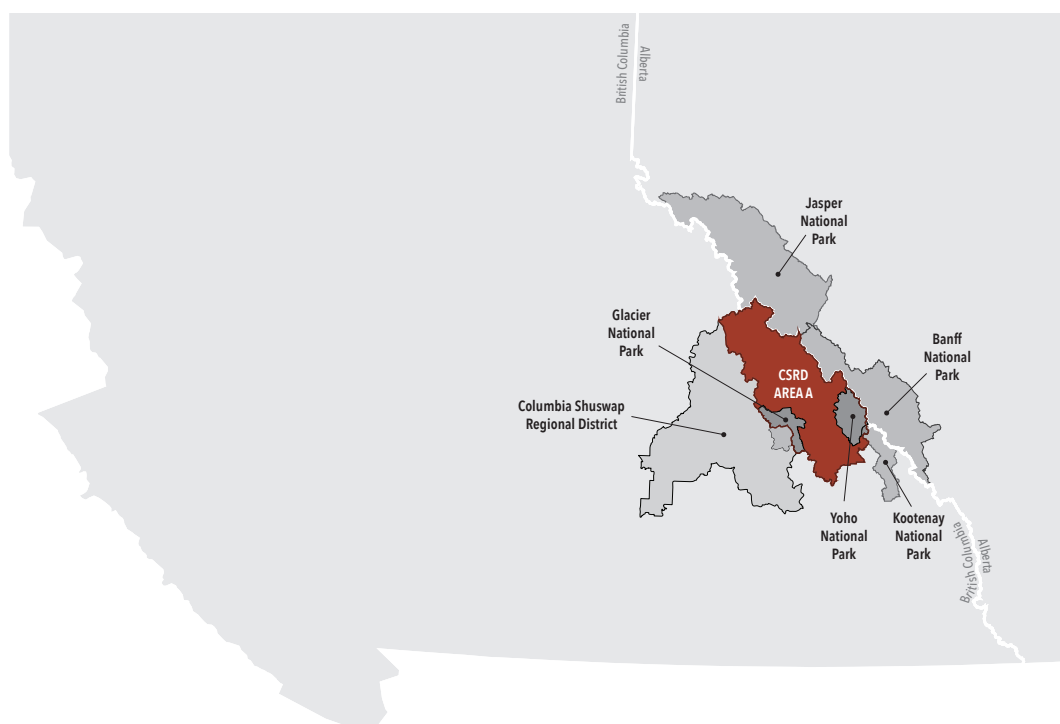 British Columbia
Alberta
Jasper
National
Park
Glacier
National
Park
Banff
National
Park
CSRD
AREA A
Columbia Shuswap
Regional District
Yoho
National
Park
Kootenay
National
Park
Alberta
British Columbia